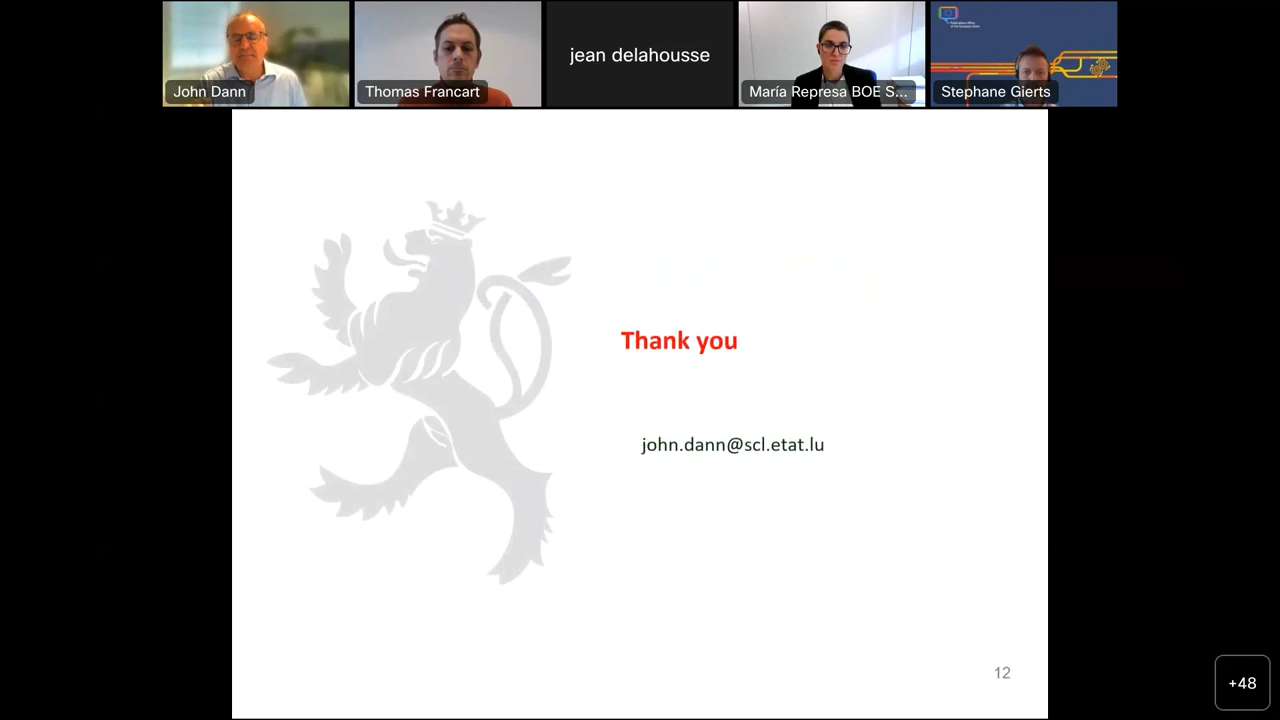 John Dann
Thomas Francart
jean delahousse
María Represa BOE S...
Stephane Gierts
Thank you
john.dann@scl.etat.lu
12
+48